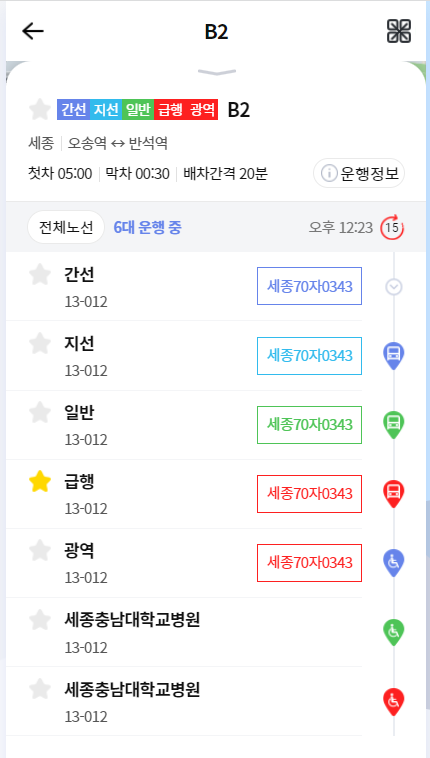 B2
간선 지선 일반 급행 광역 B2
세종 오송역 ↔ 반석역
첫차 05:00 막차 00:30 배차간격 20분 운행정보
전체노선 6대 운행 중 오후 12:23 15
간선
13-012
세종70자0343
지선
13-012
세종70자0343
일반
13-012
세종70자0343
급행
13-012
세종70자0343
광역
13-012
세종70자0343
세종충남대학교병원
13-012
세종충남대학교병원
13-012